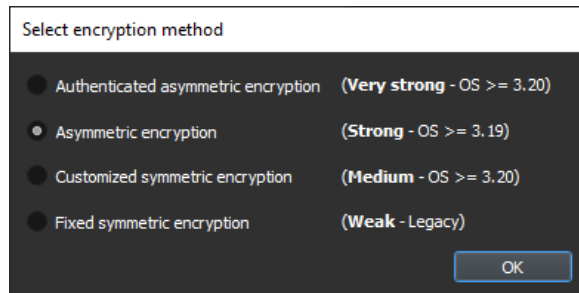 Select encryption method
Authenticated asymmetric encryption (Very strong - OS >= 3.20)
Asymmetric encryption (Strong - OS >= 3.19)
Customized symmetric encryption (Medium - OS >= 3.20)
Fixed symmetric encryption (Weak - Legacy)
OK